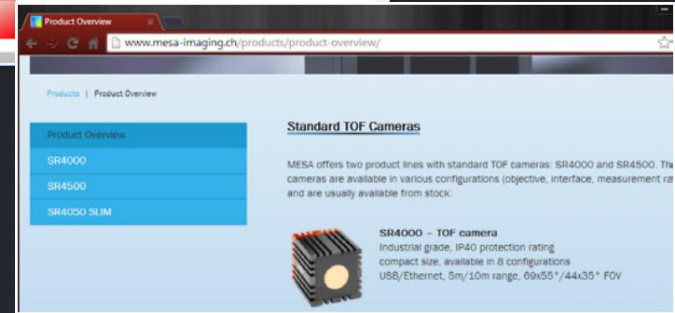 Product Overview
www.mesa-imaging.ch/products/product-overview/
Products | Product Overview
Product Overview
SR4000
SR4500
SR4050 SLIM
Standard TOF Cameras
MESA offers two product lines with standard TOF cameras: SR4000 and SR4500. The
cameras are available in various configurations (objective, interface, measurement
and are usually available from stock:
SR4000 – TOF camera
Industrial grade, IP40 protection rating
compact size, available in 8 configurations
USB/Ethernet, 5m/10m range, 69x55°/44x35° FOV